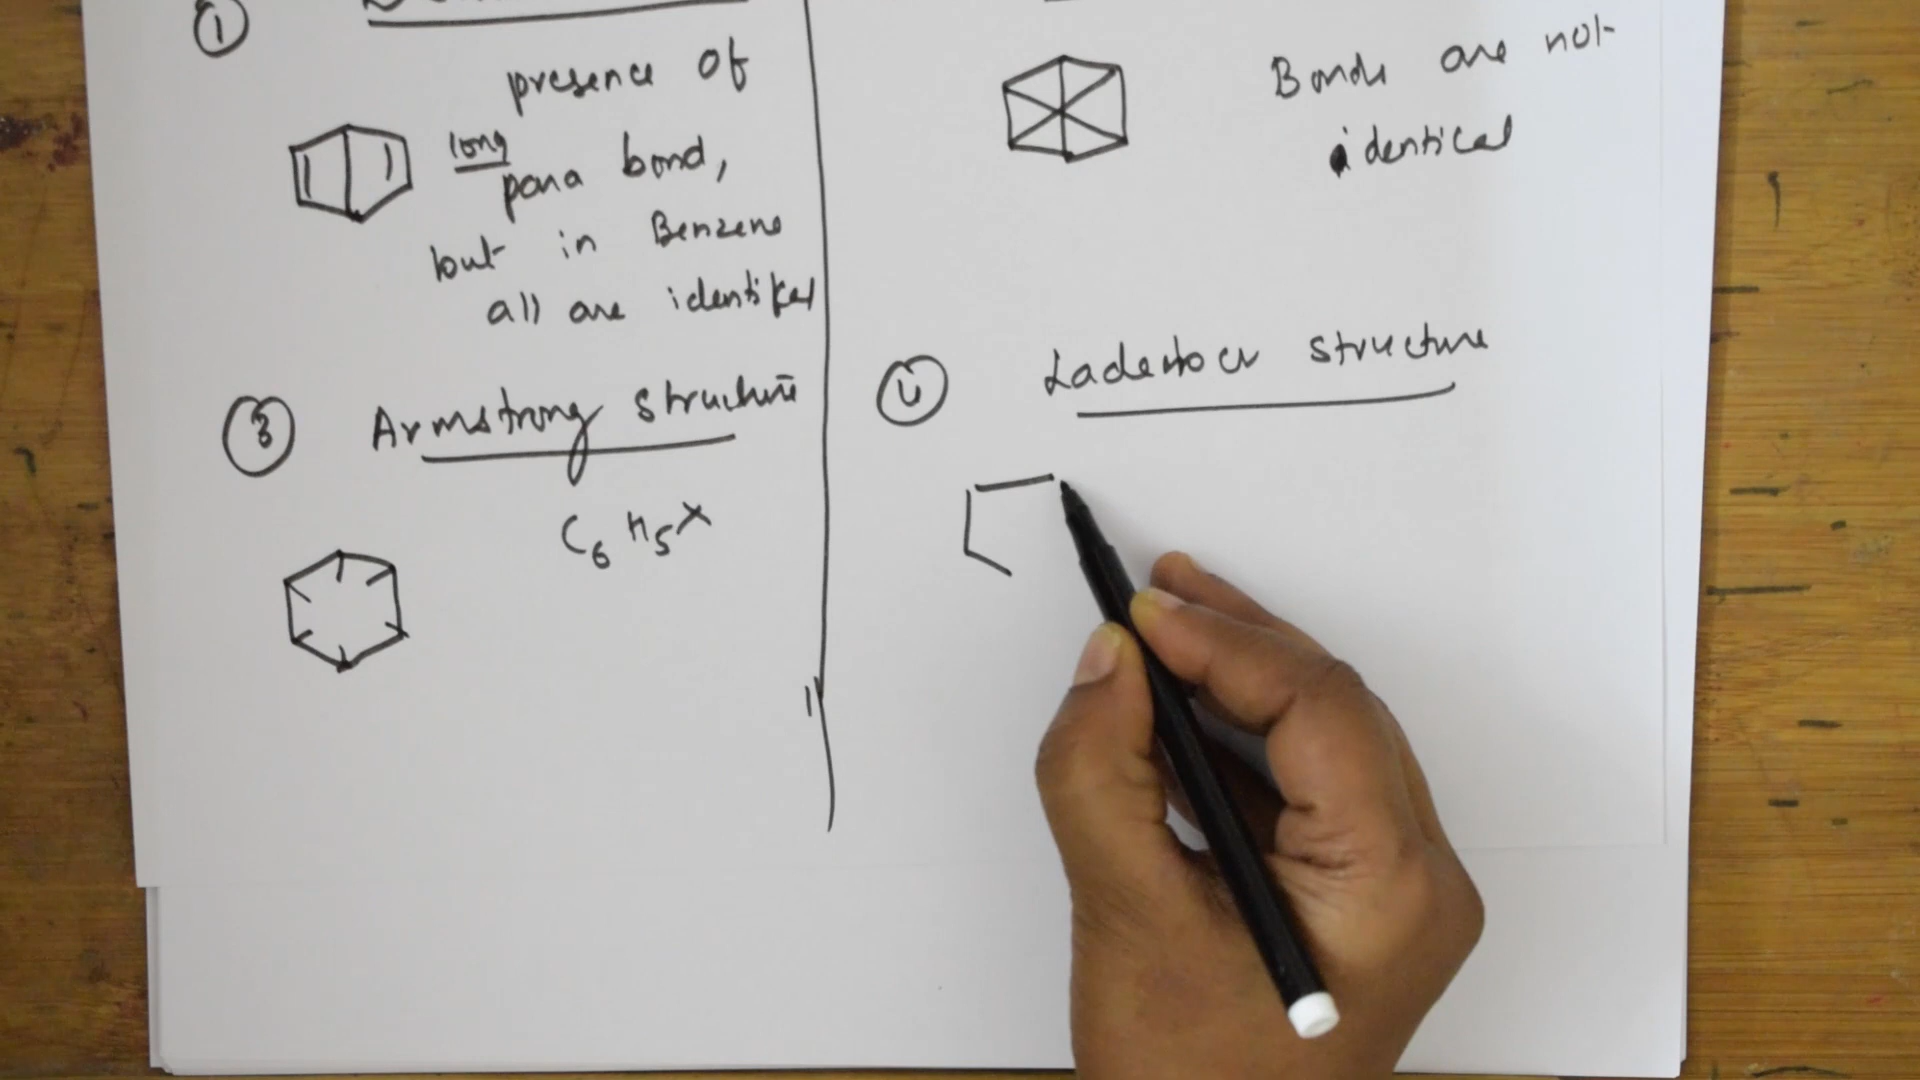 ①
presence of
long
para bond,
but in Benzene
all are identical
Bonds are not
identical
③ Armstrong structure
C₆H₅X
④ Ladenbocr structure